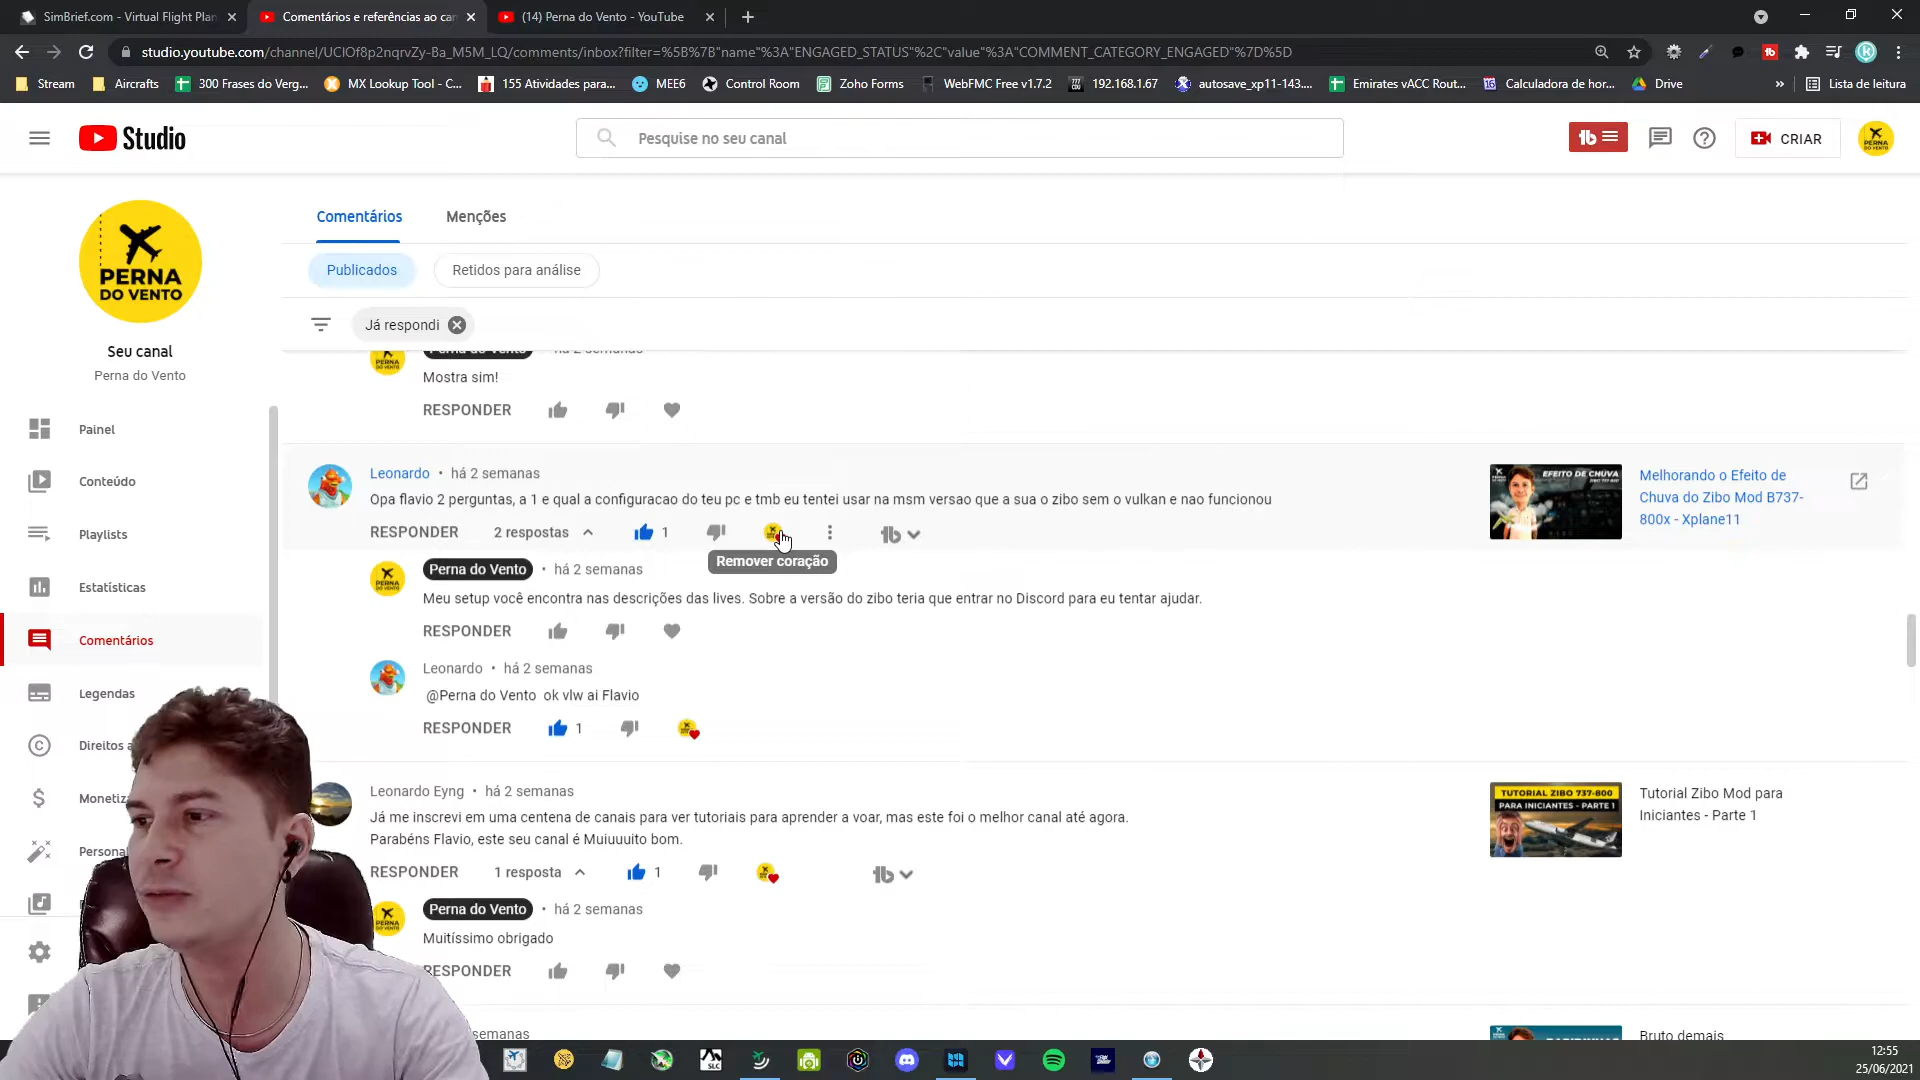 SimBrief.com - Virtual Flight Plan
Comentários e referências ao can
(14) Perna do Vento - YouTube
studio.youtube.com/channel/UClOf8p2nqrvZy-Ba_M5M_LQ/comments/inbox?filter=%5B%7B"name"%3A"ENGAGED_STATUS"%2C"value"%3A"COMMENT_CATEGORY_ENGAGED"%7D%5D
Stream
Aircrafts
300 Frases do Verg...
MX Lookup Tool - C...
155 Atividades para...
MEE6
Control Room
Zoho Forms
WebFMC Free v1.7.2
192.168.1.67
autosave_xp11-143....
Emirates vACC Rout...
Calculadora de hor...
Drive
»
Lista de leitura
Studio
Pesquise no seu canal
CRIAR
PERNA
DO VENTO
Seu canal
Perna do Vento
Painel
Conteúdo
Playlists
Estatísticas
Comentários
Legendas
Direitos a
Monetiz
Persona
Comentários
Menções
Publicados
Retidos para análise
Já respondi
Perna do Vento • há 2 semanas
Mostra sim!
RESPONDER
Leonardo • há 2 semanas
Opa flavio 2 perguntas, a 1 e qual a configuracao do teu pc e tmb eu tentei usar na msm versao que a sua o zibo sem o vulkan e nao funcionou
RESPONDER 2 respostas 1
Remover coração
EFEITO DE CHUVA
Melhorando o Efeito de
Chuva do Zibo Mod B737-
800x - Xplane11
Perna do Vento • há 2 semanas
Meu setup você encontra nas descrições das lives. Sobre a versão do zibo teria que entrar no Discord para eu tentar ajudar.
RESPONDER
Leonardo • há 2 semanas
@Perna do Vento ok vlw ai Flavio
RESPONDER 1
Leonardo Eyng • há 2 semanas
Já me inscrevi em uma centena de canais para ver tutoriais para aprender a voar, mas este foi o melhor canal até agora.
Parabéns Flavio, este seu canal é Muiuuuito bom.
RESPONDER 1 resposta 1
TUTORIAL ZIBO 737-800
PARA INICIANTES - PARTE 1
Tutorial Zibo Mod para
Iniciantes - Parte 1
Perna do Vento • há 2 semanas
Muitíssimo obrigado
RESPONDER
semanas
Bruto demais
SLC
12:55
25/06/2021